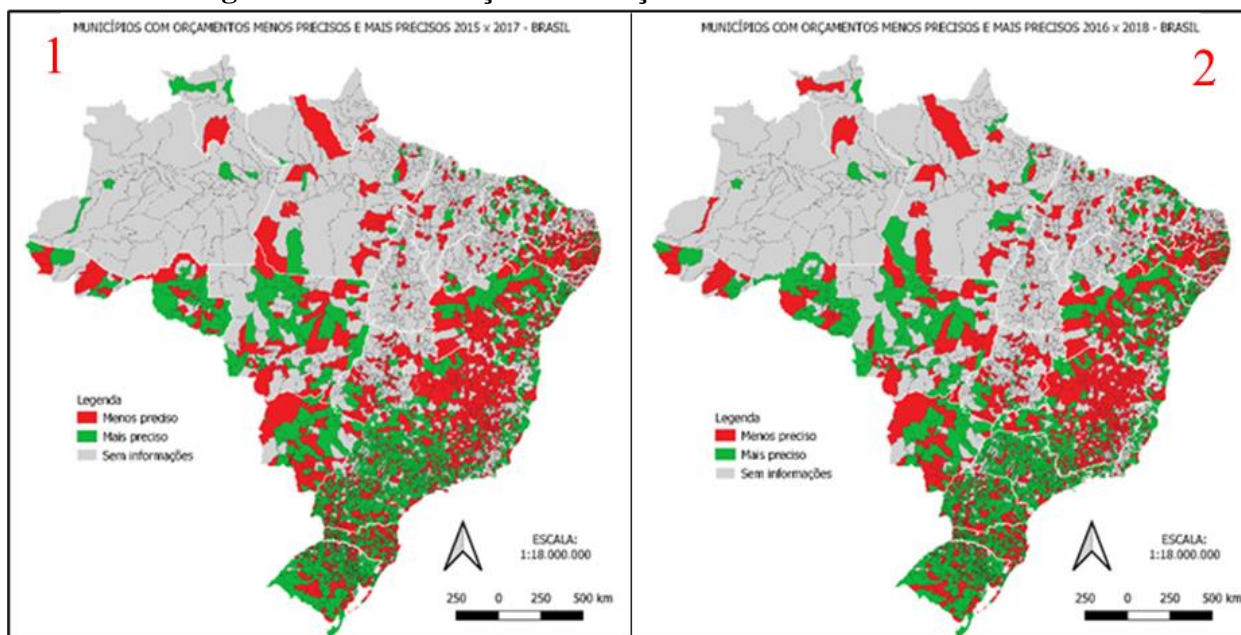 MUNICÍPIOS COM ORÇAMENTOS MENOS PRECISOS E MAIS PRECISOS 2015 x 2017 - BRASIL
1
Legenda
Menos preciso
Mais preciso
Sem informações
ESCALA:
1:18.000.000
250 0 250 500 km
MUNICÍPIOS COM ORÇAMENTOS MENOS PRECISOS E MAIS PRECISOS 2016 x 2018 - BRASIL
2
Legenda
Menos preciso
Mais preciso
Sem informações
ESCALA:
1:18.000.000
250 0 250 500 km